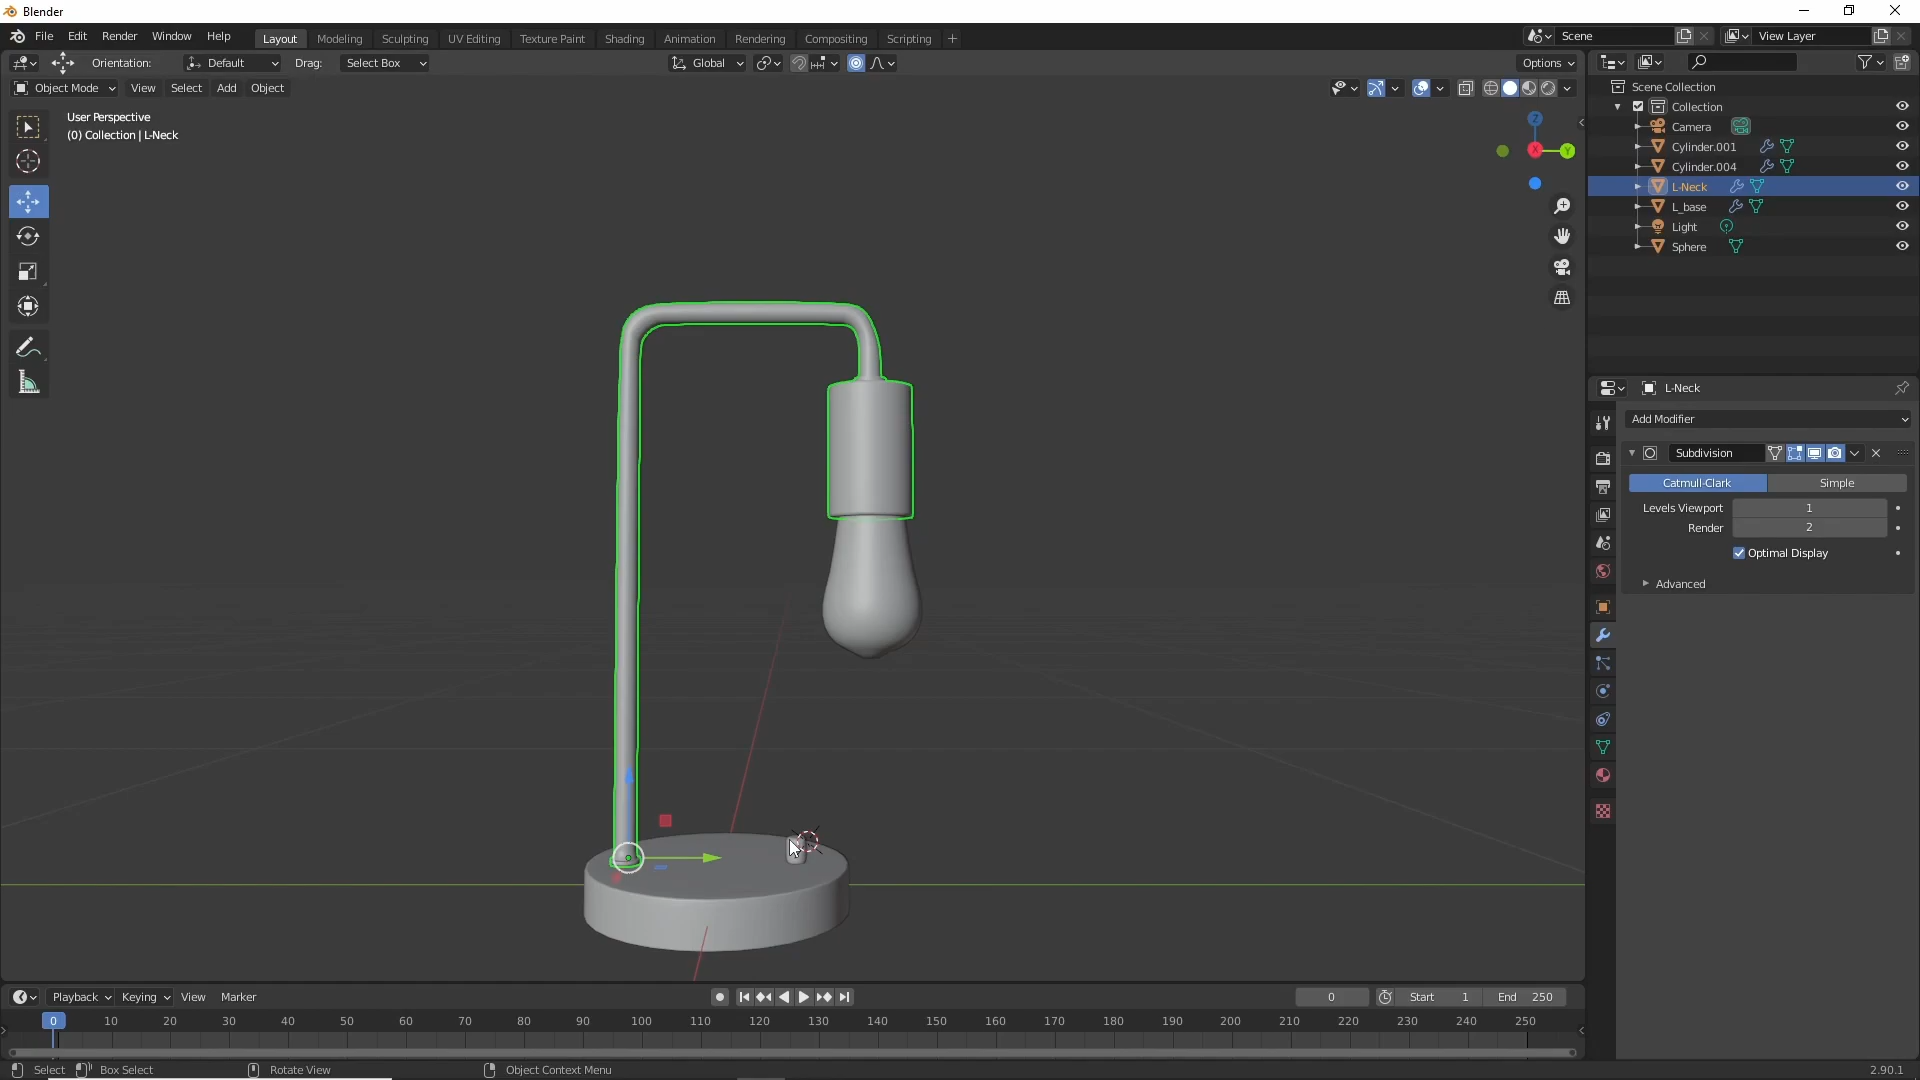 Blender
File Edit Render Window Help Layout Modeling Sculpting UV Editing Texture Paint Shading Animation Rendering Compositing Scripting Scene View Layer
Orientation: Default Drag: Select Box Global Options
Object Mode View Select Add Object
User Perspective
(0) Collection | L-Neck
Z
X
Y
Scene Collection
Collection
Camera
Cylinder.001
Cylinder.004
L-Neck
L_base
Light
Sphere
L-Neck
Add Modifier
Subdivision
Catmull-Clark Simple
Levels Viewport 1
Render 2
Optimal Display
Advanced
Playback Keying View Marker 0 Start 1 End 250
0 10 20 30 40 50 60 70 80 90 100 110 120 130 140 150 160 170 180 190 200 210 220 230 240 250
Select Box Select Rotate View Object Context Menu 2.90.1